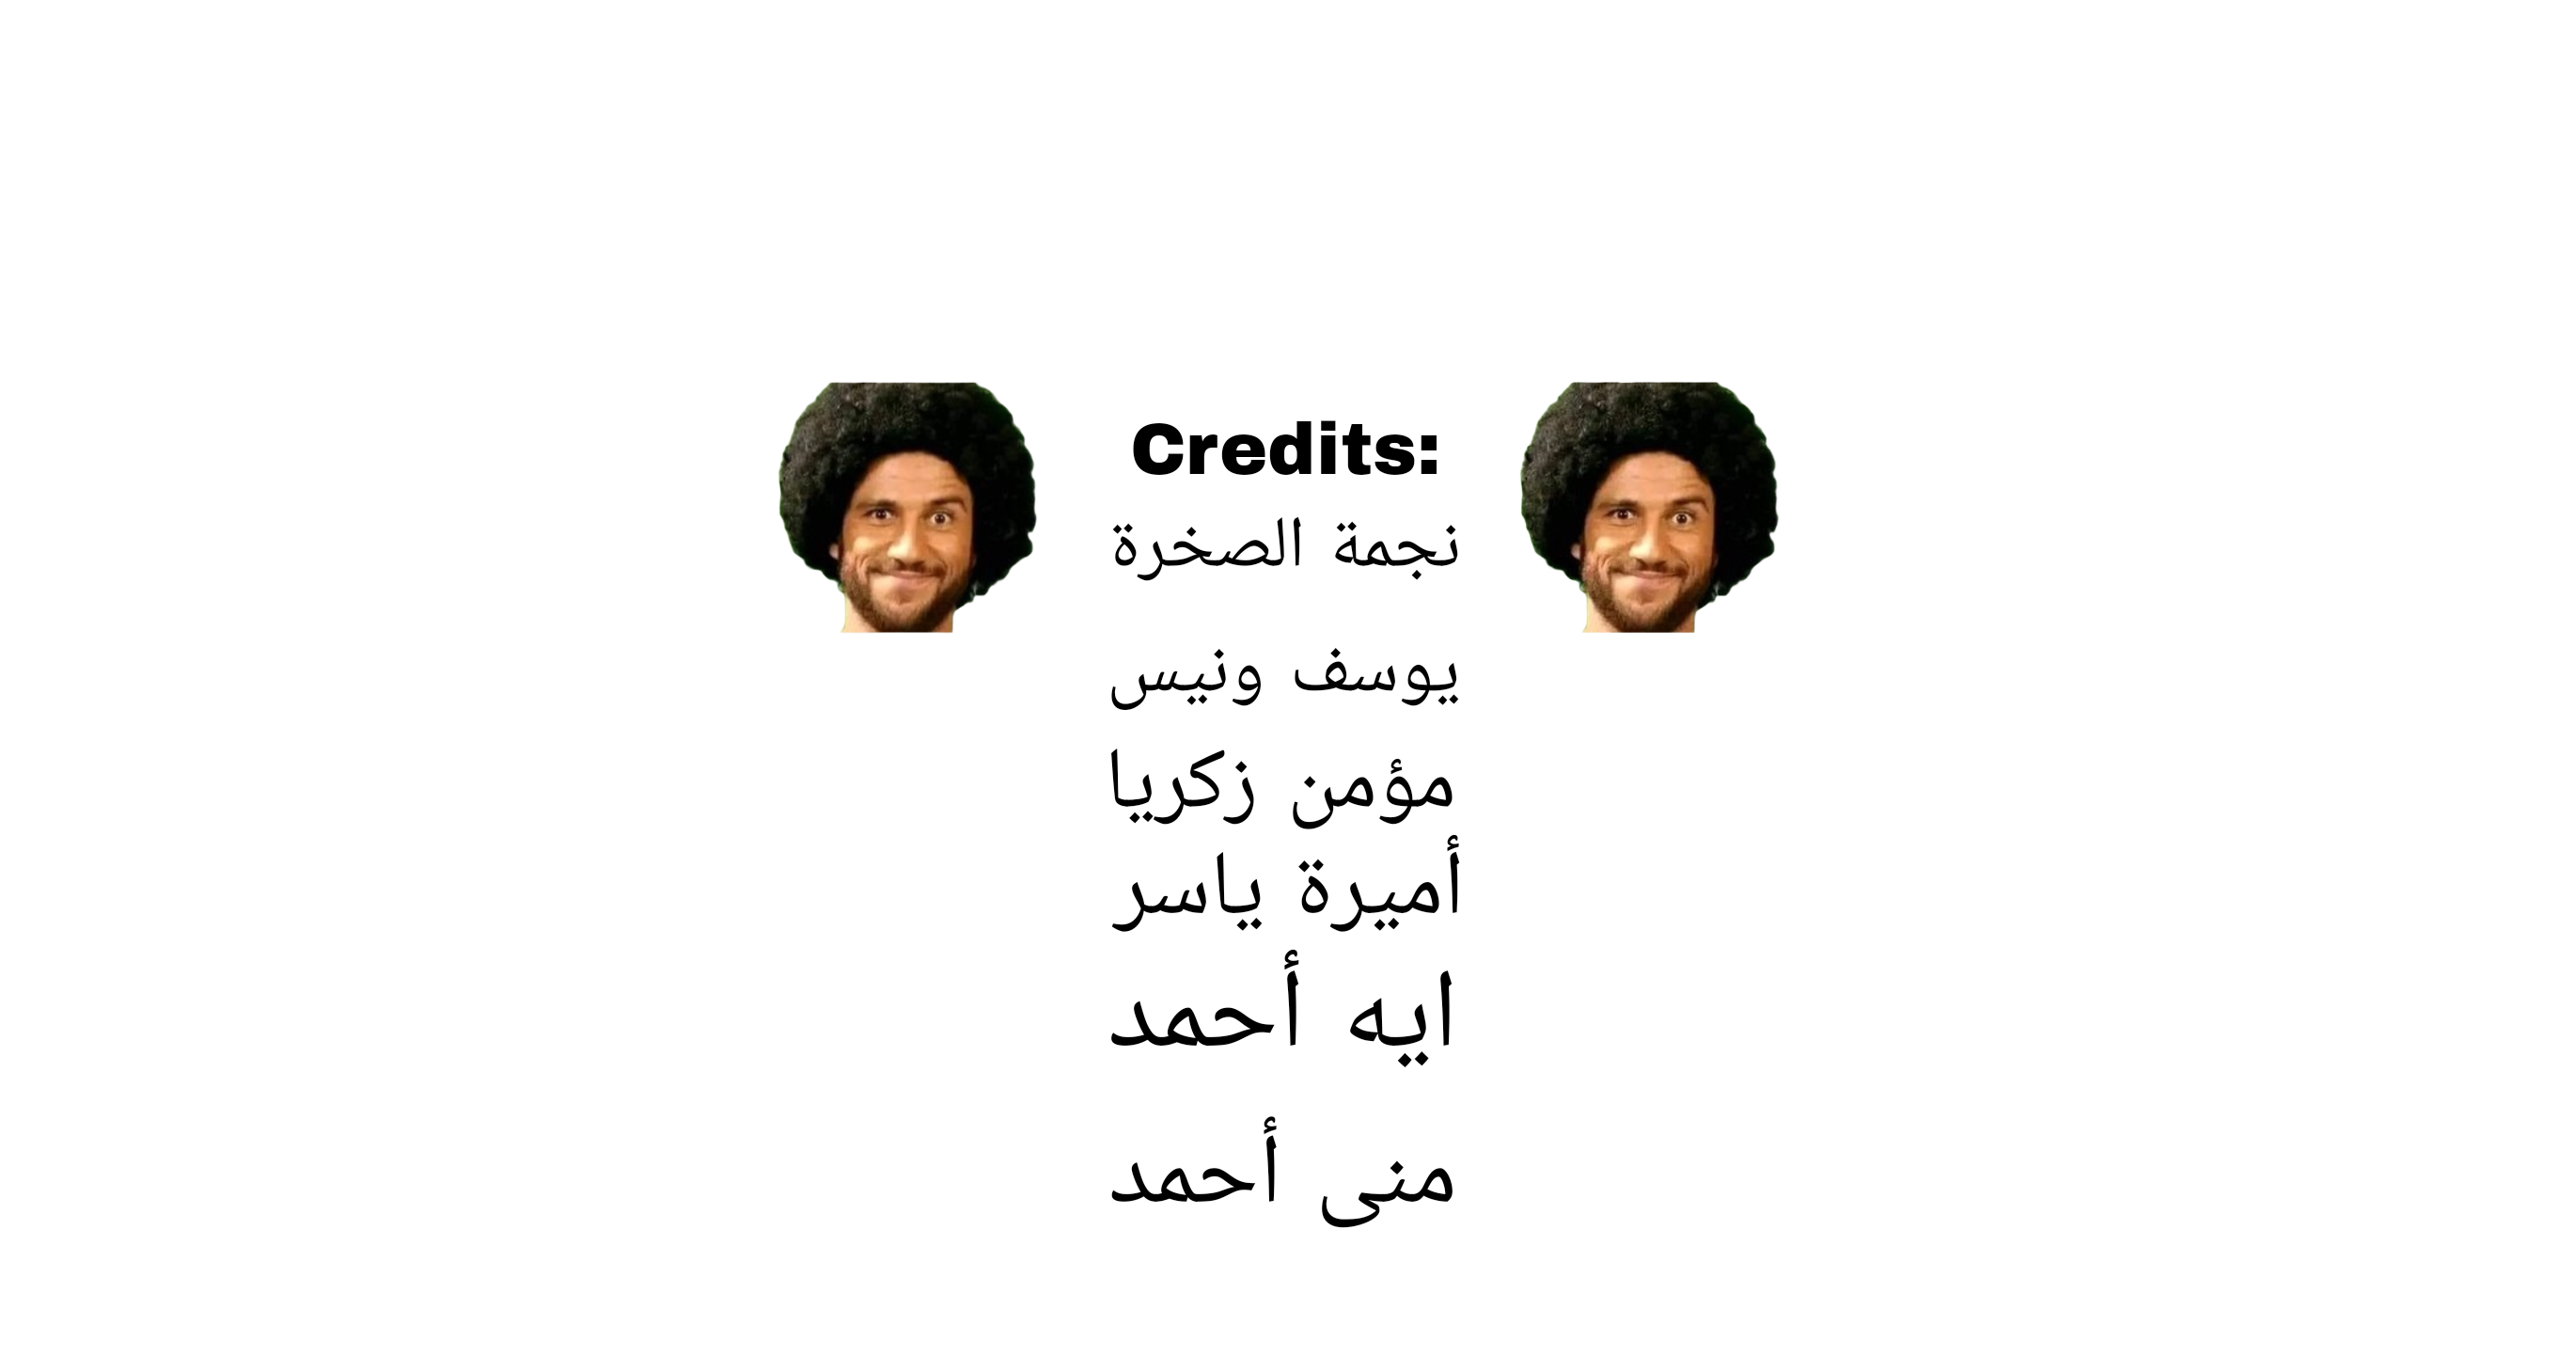 Credits:
نجمة الصخرة
يوسف ونيس
مؤمن زكريا
أميرة ياسر
ايه أحمد
منى أحمد